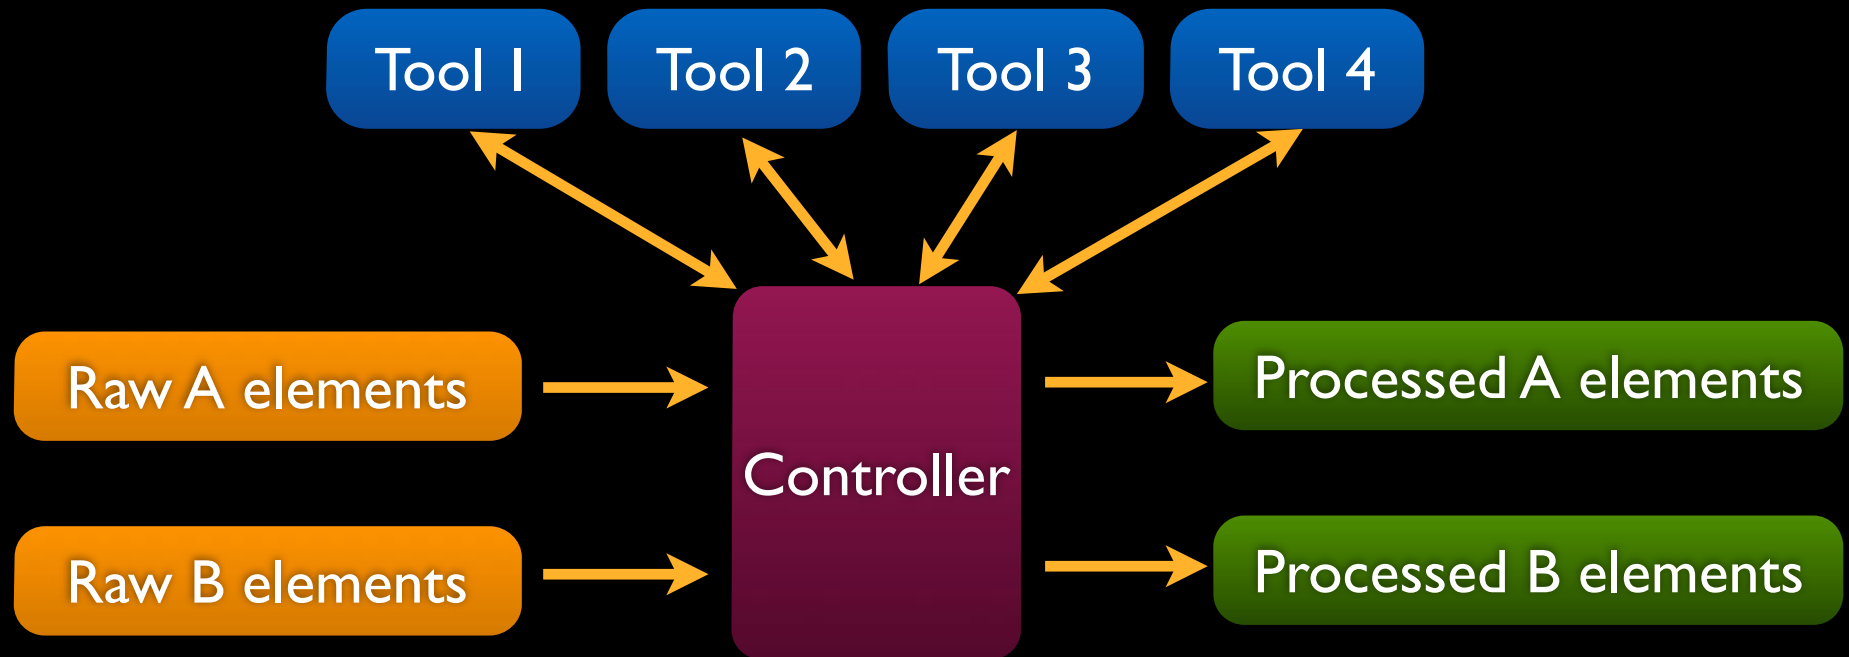 Tool 1
Tool 2
Tool 3
Tool 4
Raw A elements
Processed A elements
Controller
Raw B elements
Processed B elements